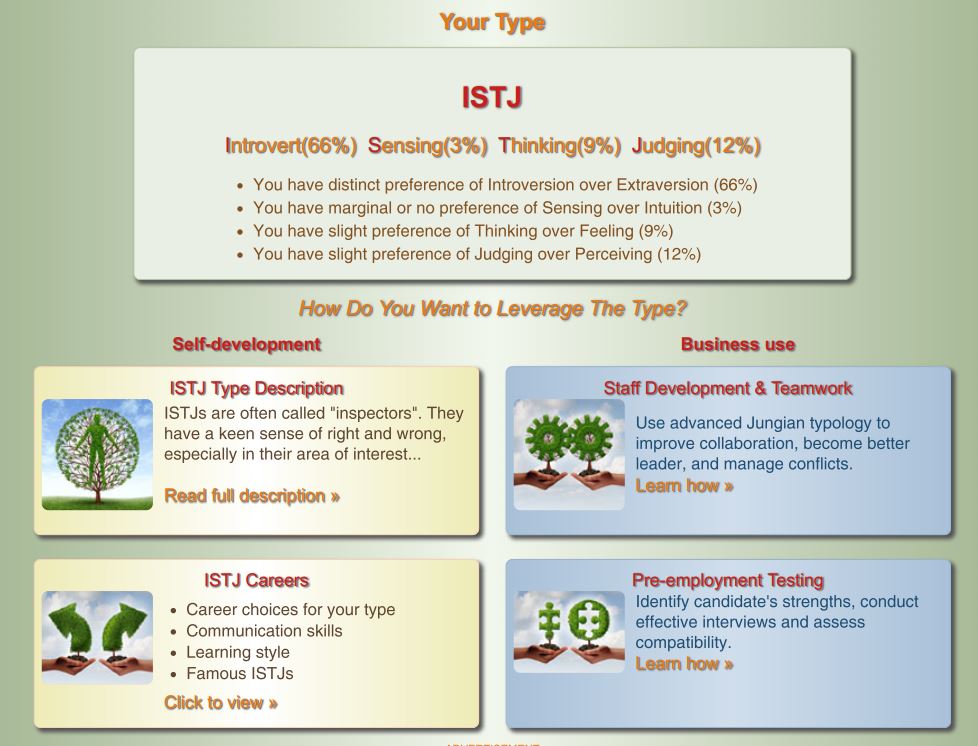 Your Type
ISTJ
Introvert(66%)  Sensing(3%)  Thinking(9%)  Judging(12%)
• You have distinct preference of Introversion over Extraversion (66%)
• You have marginal or no preference of Sensing over Intuition (3%)
• You have slight preference of Thinking over Feeling (9%)
• You have slight preference of Judging over Perceiving (12%)
How Do You Want to Leverage The Type?
Self-development
ISTJ Type Description
ISTJs are often called "inspectors". They
have a keen sense of right and wrong,
especially in their area of interest...
Read full description »
ISTJ Careers
• Career choices for your type
• Communication skills
• Learning style
• Famous ISTJs
Click to view »
Business use
Staff Development & Teamwork
Use advanced Jungian typology to
improve collaboration, become better
leader, and manage conflicts.
Learn how »
Pre-employment Testing
Identify candidate's strengths, conduct
effective interviews and assess
compatibility.
Learn how »
ADVERTISEMENT